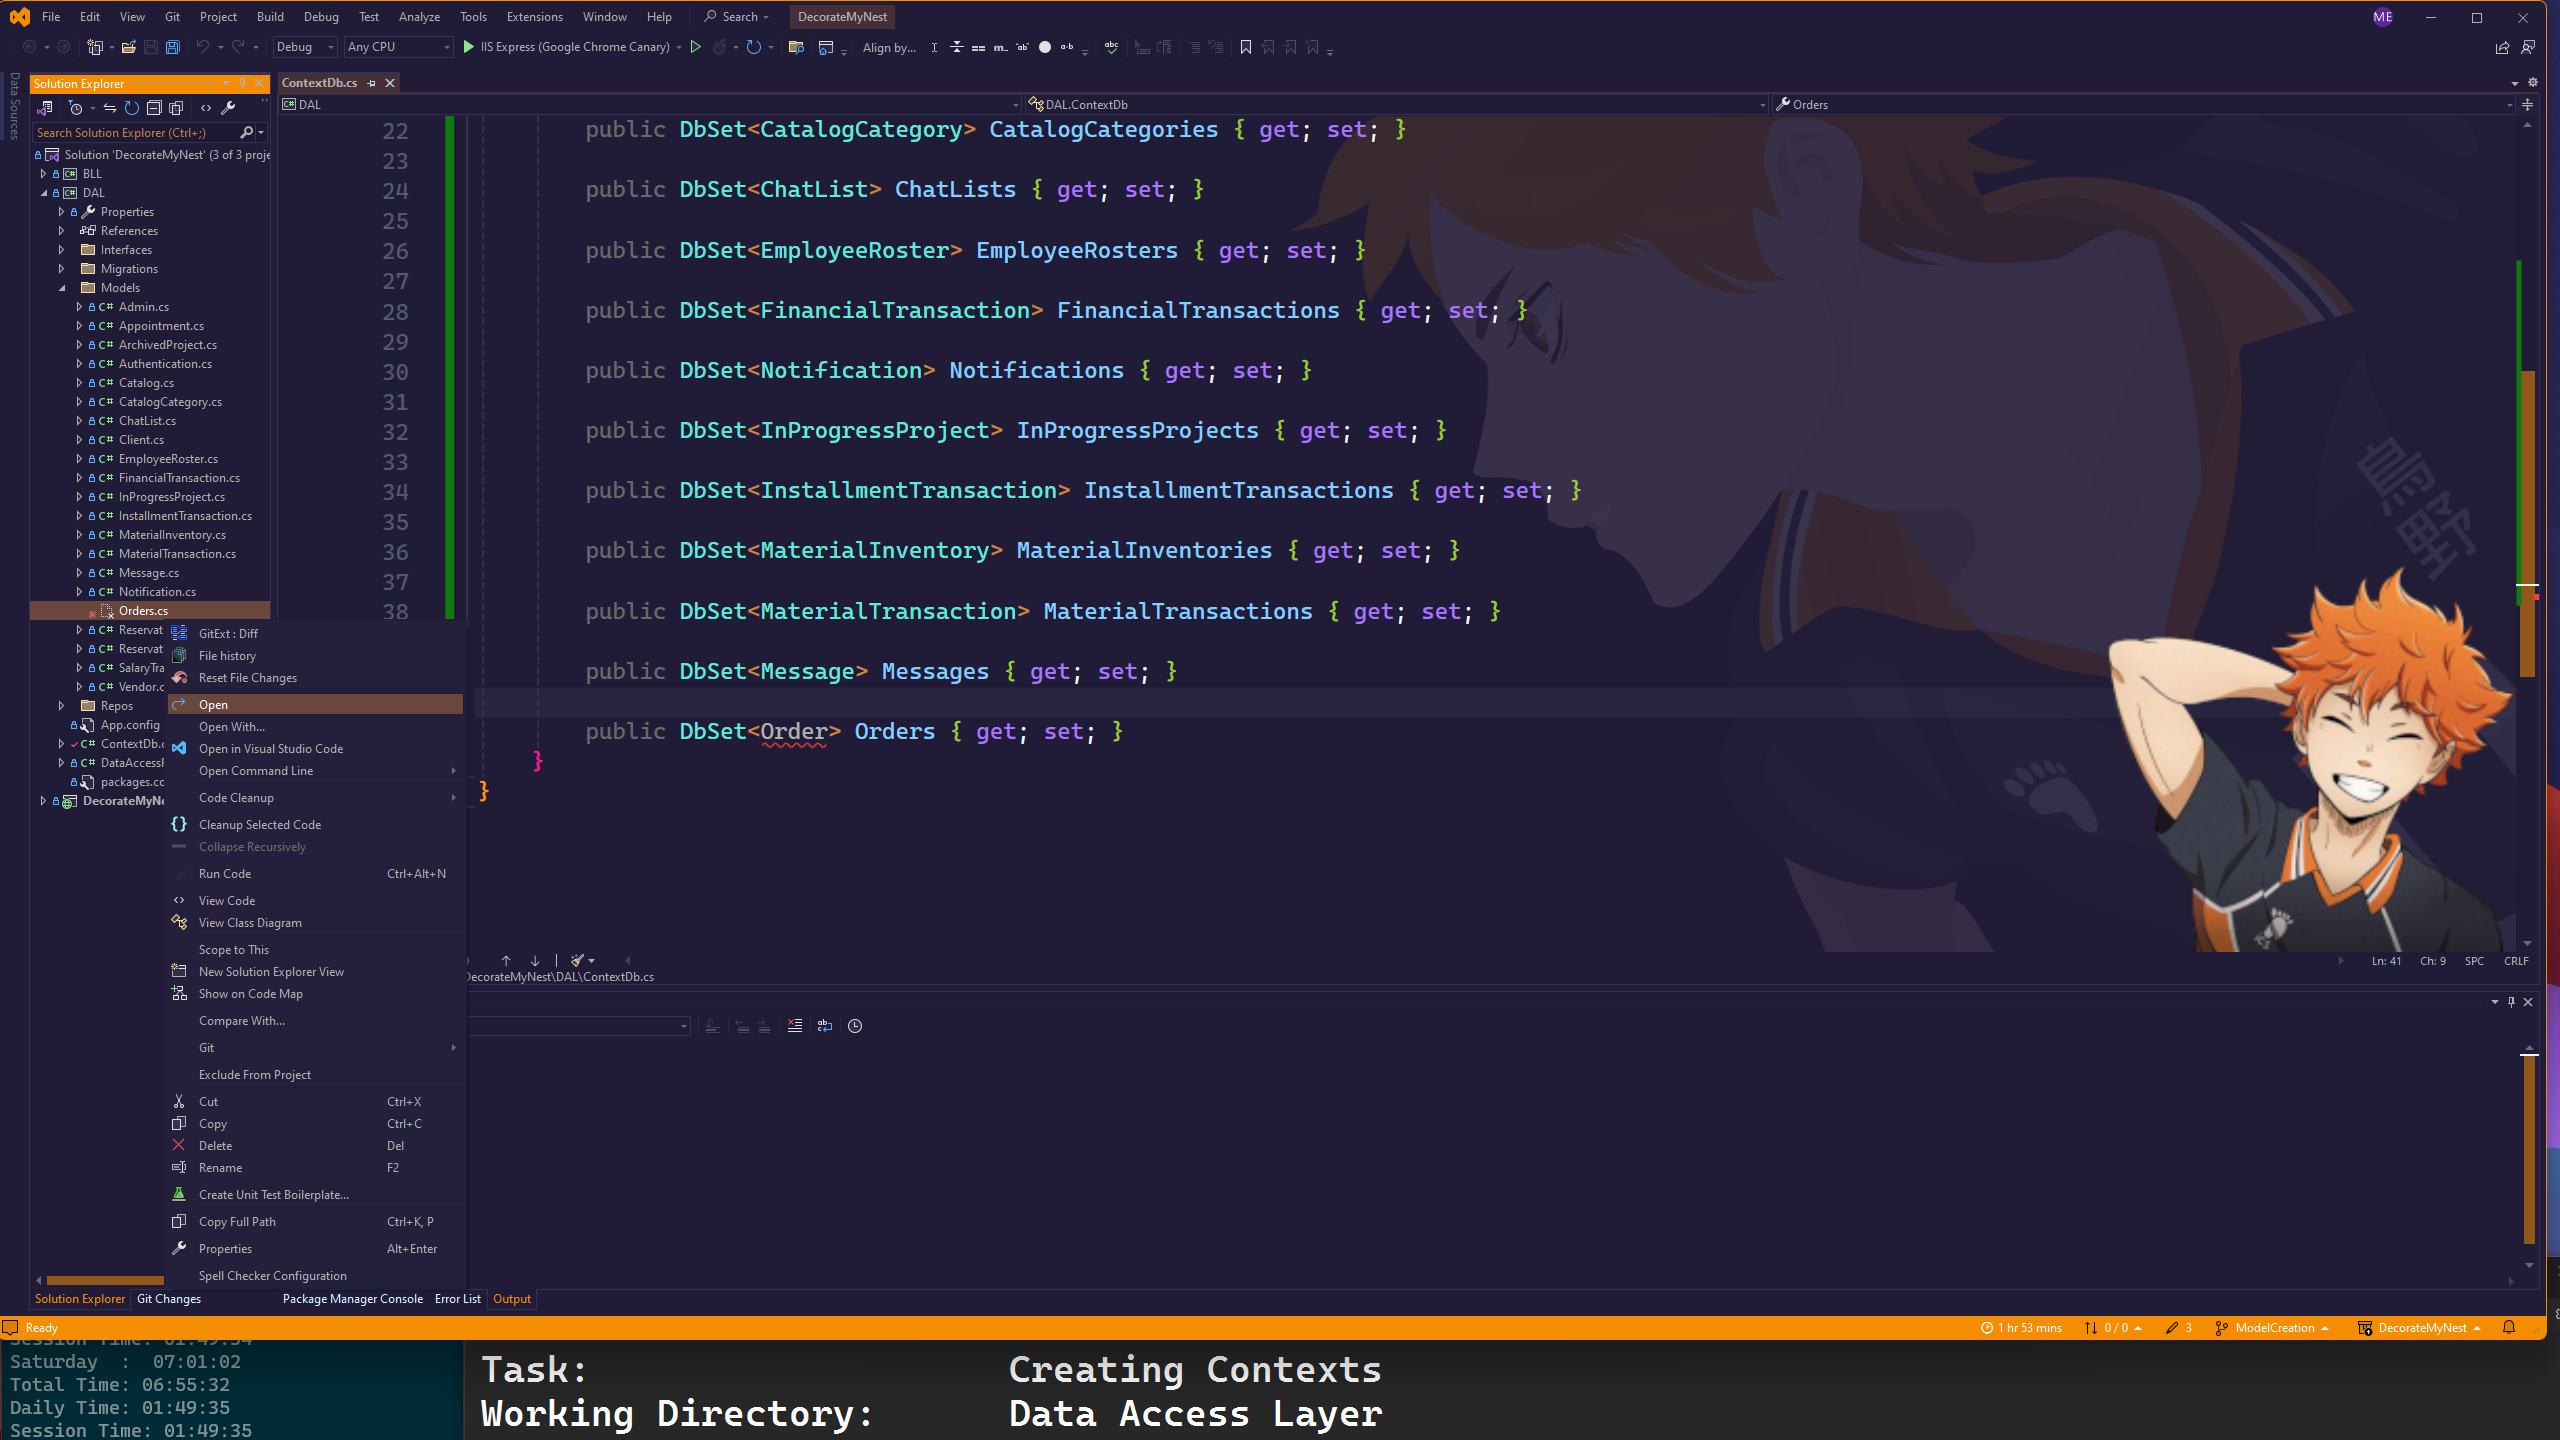 File Edit View Git Project Build Debug Test Analyze Tools Extensions Window Help Search DecorateMyNest ME
Debug Any CPU IIS Express (Google Chrome Canary) Align by...
Data Sources
Solution Explorer
Search Solution Explorer (Ctrl+;)
Solution 'DecorateMyNest' (3 of 3 proje
BLL
DAL
Properties
References
Interfaces
Migrations
Models
Admin.cs
Appointment.cs
ArchivedProject.cs
Authentication.cs
Catalog.cs
CatalogCategory.cs
ChatList.cs
Client.cs
EmployeeRoster.cs
FinancialTransaction.cs
InProgressProject.cs
InstallmentTransaction.cs
MaterialInventory.cs
MaterialTransaction.cs
Message.cs
Notification.cs
Orders.cs
Reservat
Reservat
SalaryTra
Vendor.c
Repos
App.config
ContextDb.c
DataAccessF
packages.co
DecorateMyNe
GitExt : Diff
File history
Reset File Changes
Open
Open With...
Open in Visual Studio Code
Open Command Line
Code Cleanup
Cleanup Selected Code
Collapse Recursively
Run Code Ctrl+Alt+N
View Code
View Class Diagram
Scope to This
New Solution Explorer View
Show on Code Map
Compare With...
Git
Exclude From Project
Cut Ctrl+X
Copy Ctrl+C
Delete Del
Rename F2
Create Unit Test Boilerplate...
Copy Full Path Ctrl+K, P
Properties Alt+Enter
Spell Checker Configuration
ContextDb.cs
DAL DAL.ContextDb Orders
22 public DbSet<CatalogCategory> CatalogCategories { get; set; }
23
24 public DbSet<ChatList> ChatLists { get; set; }
25
26 public DbSet<EmployeeRoster> EmployeeRosters { get; set; }
27
28 public DbSet<FinancialTransaction> FinancialTransactions { get; set; }
29
30 public DbSet<Notification> Notifications { get; set; }
31
32 public DbSet<InProgressProject> InProgressProjects { get; set; }
33
34 public DbSet<InstallmentTransaction> InstallmentTransactions { get; set; }
35
36 public DbSet<MaterialInventory> MaterialInventories { get; set; }
37
38 public DbSet<MaterialTransaction> MaterialTransactions { get; set; }
public DbSet<Message> Messages { get; set; }
public DbSet<Order> Orders { get; set; }
}
}
烏野
Ln: 41 Ch: 9 SPC CRLF
DecorateMyNest\DAL\ContextDb.cs
Solution Explorer Git Changes Package Manager Console Error List Output
Ready 1 hr 53 mins 0 / 0 3 ModelCreation DecorateMyNest
Session Time: 01:49:34
Saturday : 07:01:02
Total Time: 06:55:32
Daily Time: 01:49:35
Session Time: 01:49:35
Task: Creating Contexts
Working Directory: Data Access Layer